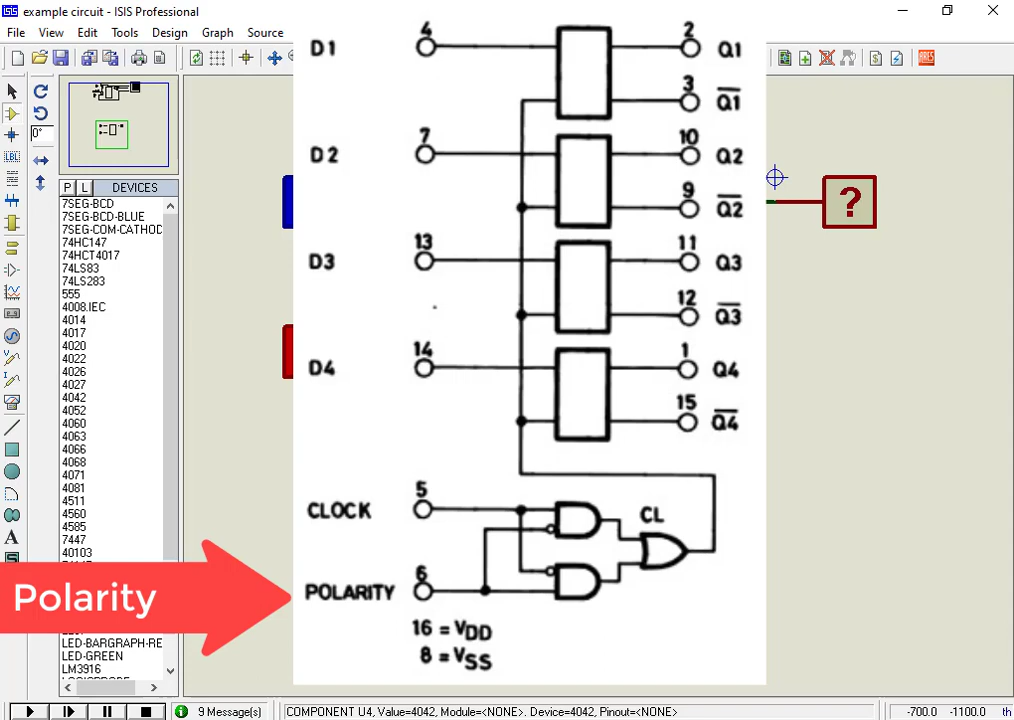 example circuit - ISIS Professional
File View Edit Tools Design Graph Source
0°
P L DEVICES
7SEG-BCD
7SEG-BCD-BLUE
7SEG-COM-CATHOD
74HC147
74HCT4017
74LS83
74LS283
555
4008.IEC
4014
4017
4020
4022
4026
4027
4042
4052
4060
4063
4066
4068
4071
4081
4511
4560
4585
7447
40103
LED-BARGRAPH-RE
LED-GREEN
LM3916
D1 4 2 Q1
3 Q̅1̅
D2 7 10 Q2
9 Q̅2̅
D3 13 11 Q3
12 Q̅3̅
D4 14 1 Q4
15 Q̅4̅
CLOCK 5 CL
POLARITY 6
16 = VDD
8 = VSS
Polarity
?
9 Message(s) COMPONENT U4, Value=4042, Module=<NONE>. Device=4042, Pinout=<NONE> -700.0 -1100.0 th